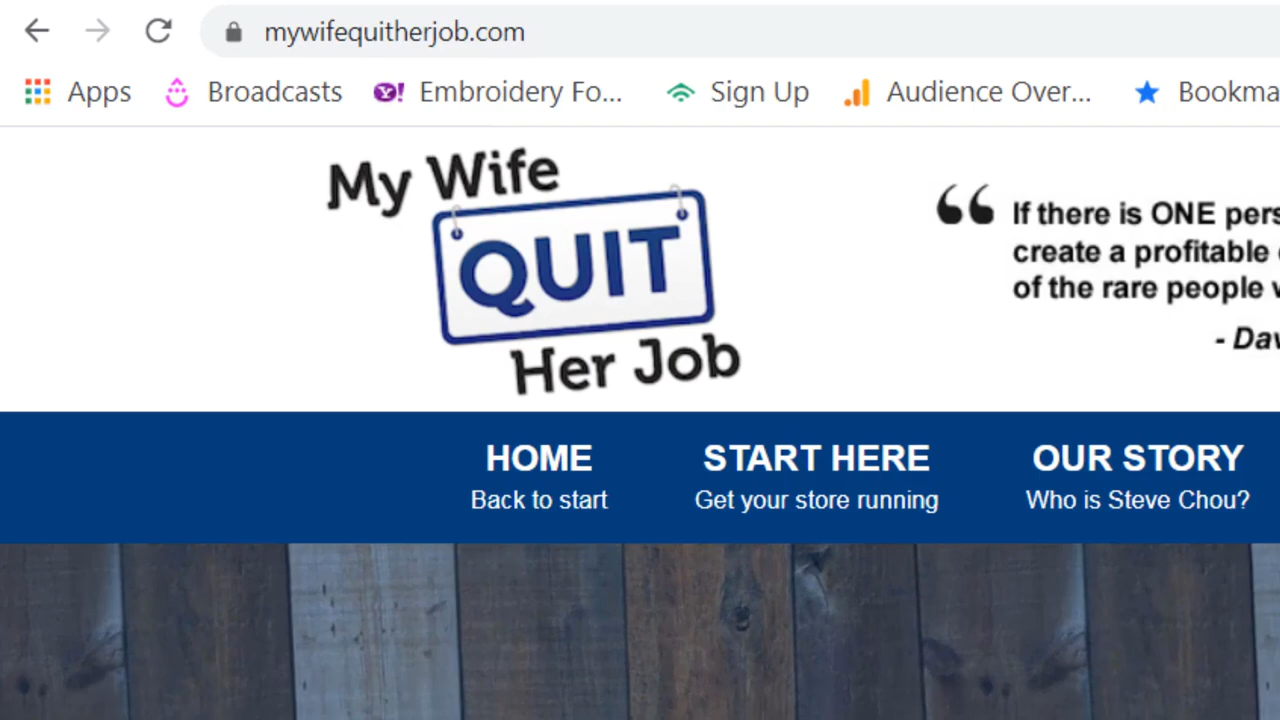 mywifequitherjob.com
Apps Broadcasts Embroidery Fo... Sign Up Audience Over... Bookma
My Wife
QUIT
Her Job
If there is ONE pers
create a profitable
of the rare people
- Dav
HOME START HERE OUR STORY
Back to start Get your store running Who is Steve Chou?